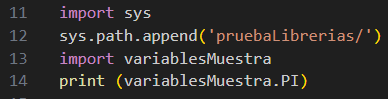 11 import sys
12 sys.path.append('pruebaLibrerias/')
13 import variablesMuestra
14 print (variablesMuestra.PI)